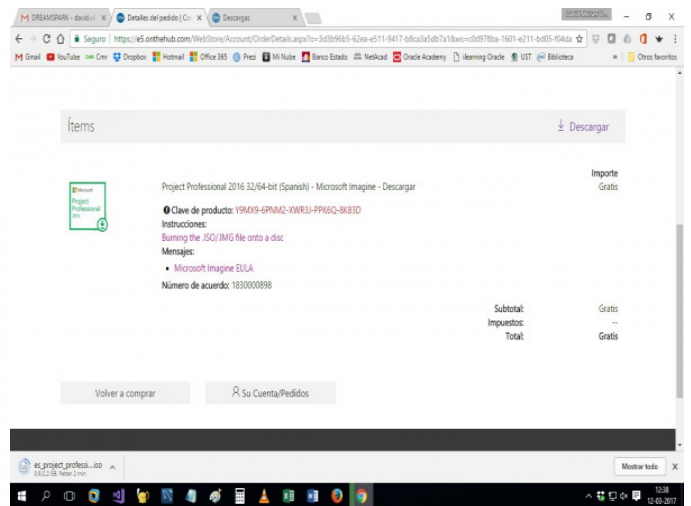 DREAMSPARK - david.vi
Detalles del pedido | Co
Descargas
Seguro
https://e5.onthehub.com/WebStore/Account/OrderDetails.aspx?o=3d3b96b5-62ea-e511-9417-b8ca3a5db7a1&ws=c0d978ba-1601-e211-bd05-f04da
Gmail
YouTube
Dropbox
Hotmail
Office 365
Prezi
Mi Nube
Banco Estado
NetAcad
Oracle Academy
ilearning Oracle
UST
Biblioteca
»
Otros favoritos
Ítems
Descargar
Importe
Project Professional 2016 32/64-bit (Spanish) - Microsoft Imagine - Descargar
Gratis
Microsoft
Project
Professional
2016
Clave de producto: Y9MX9-6PNM2-XWR3J-PPK6Q-8K83D
Instrucciones:
Burning the .ISO/.IMG file onto a disc
Mensajes:
Microsoft Imagine EULA
Número de acuerdo: 1830000898
Subtotal: Gratis
Impuestos: --
Total: Gratis
Volver a comprar
Su Cuenta/Pedidos
es_project_professi....iso
Mostrar todo
12:38
12-03-2017